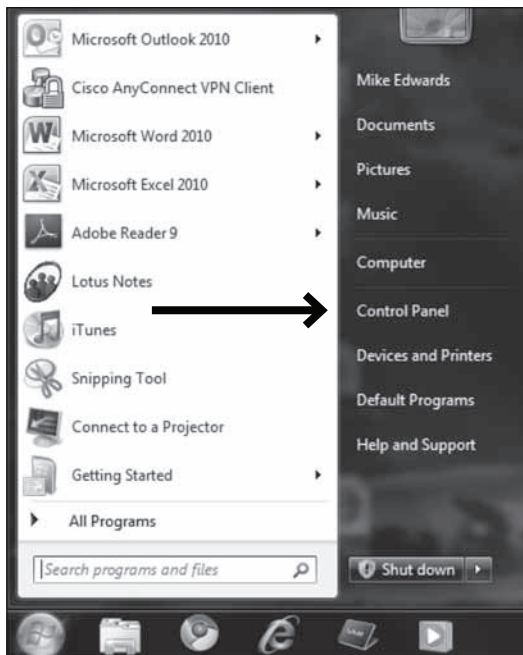 Microsoft Outlook 2010
Cisco AnyConnect VPN Client
Microsoft Word 2010
Microsoft Excel 2010
Adobe Reader 9
Lotus Notes
iTunes
Snipping Tool
Connect to a Projector
Getting Started
All Programs
Search programs and files
Mike Edwards
Documents
Pictures
Music
Computer
Control Panel
Devices and Printers
Default Programs
Help and Support
Shut down